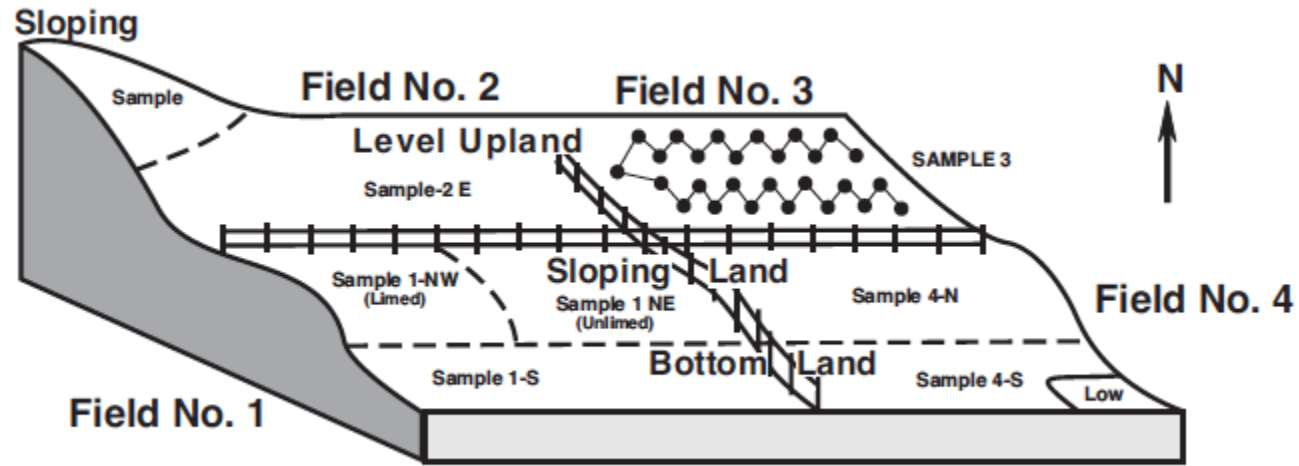 Sloping
Sample
Field No. 2
Field No. 3
N
Level Upland
SAMPLE 3
Sample-2 E
Sample 1-NW
(Limed)
Sloping Land
Sample 1 NE
(Unlimed)
Sample 4-N
Field No. 4
Bottom Land
Sample 1-S
Sample 4-S
Low
Field No. 1